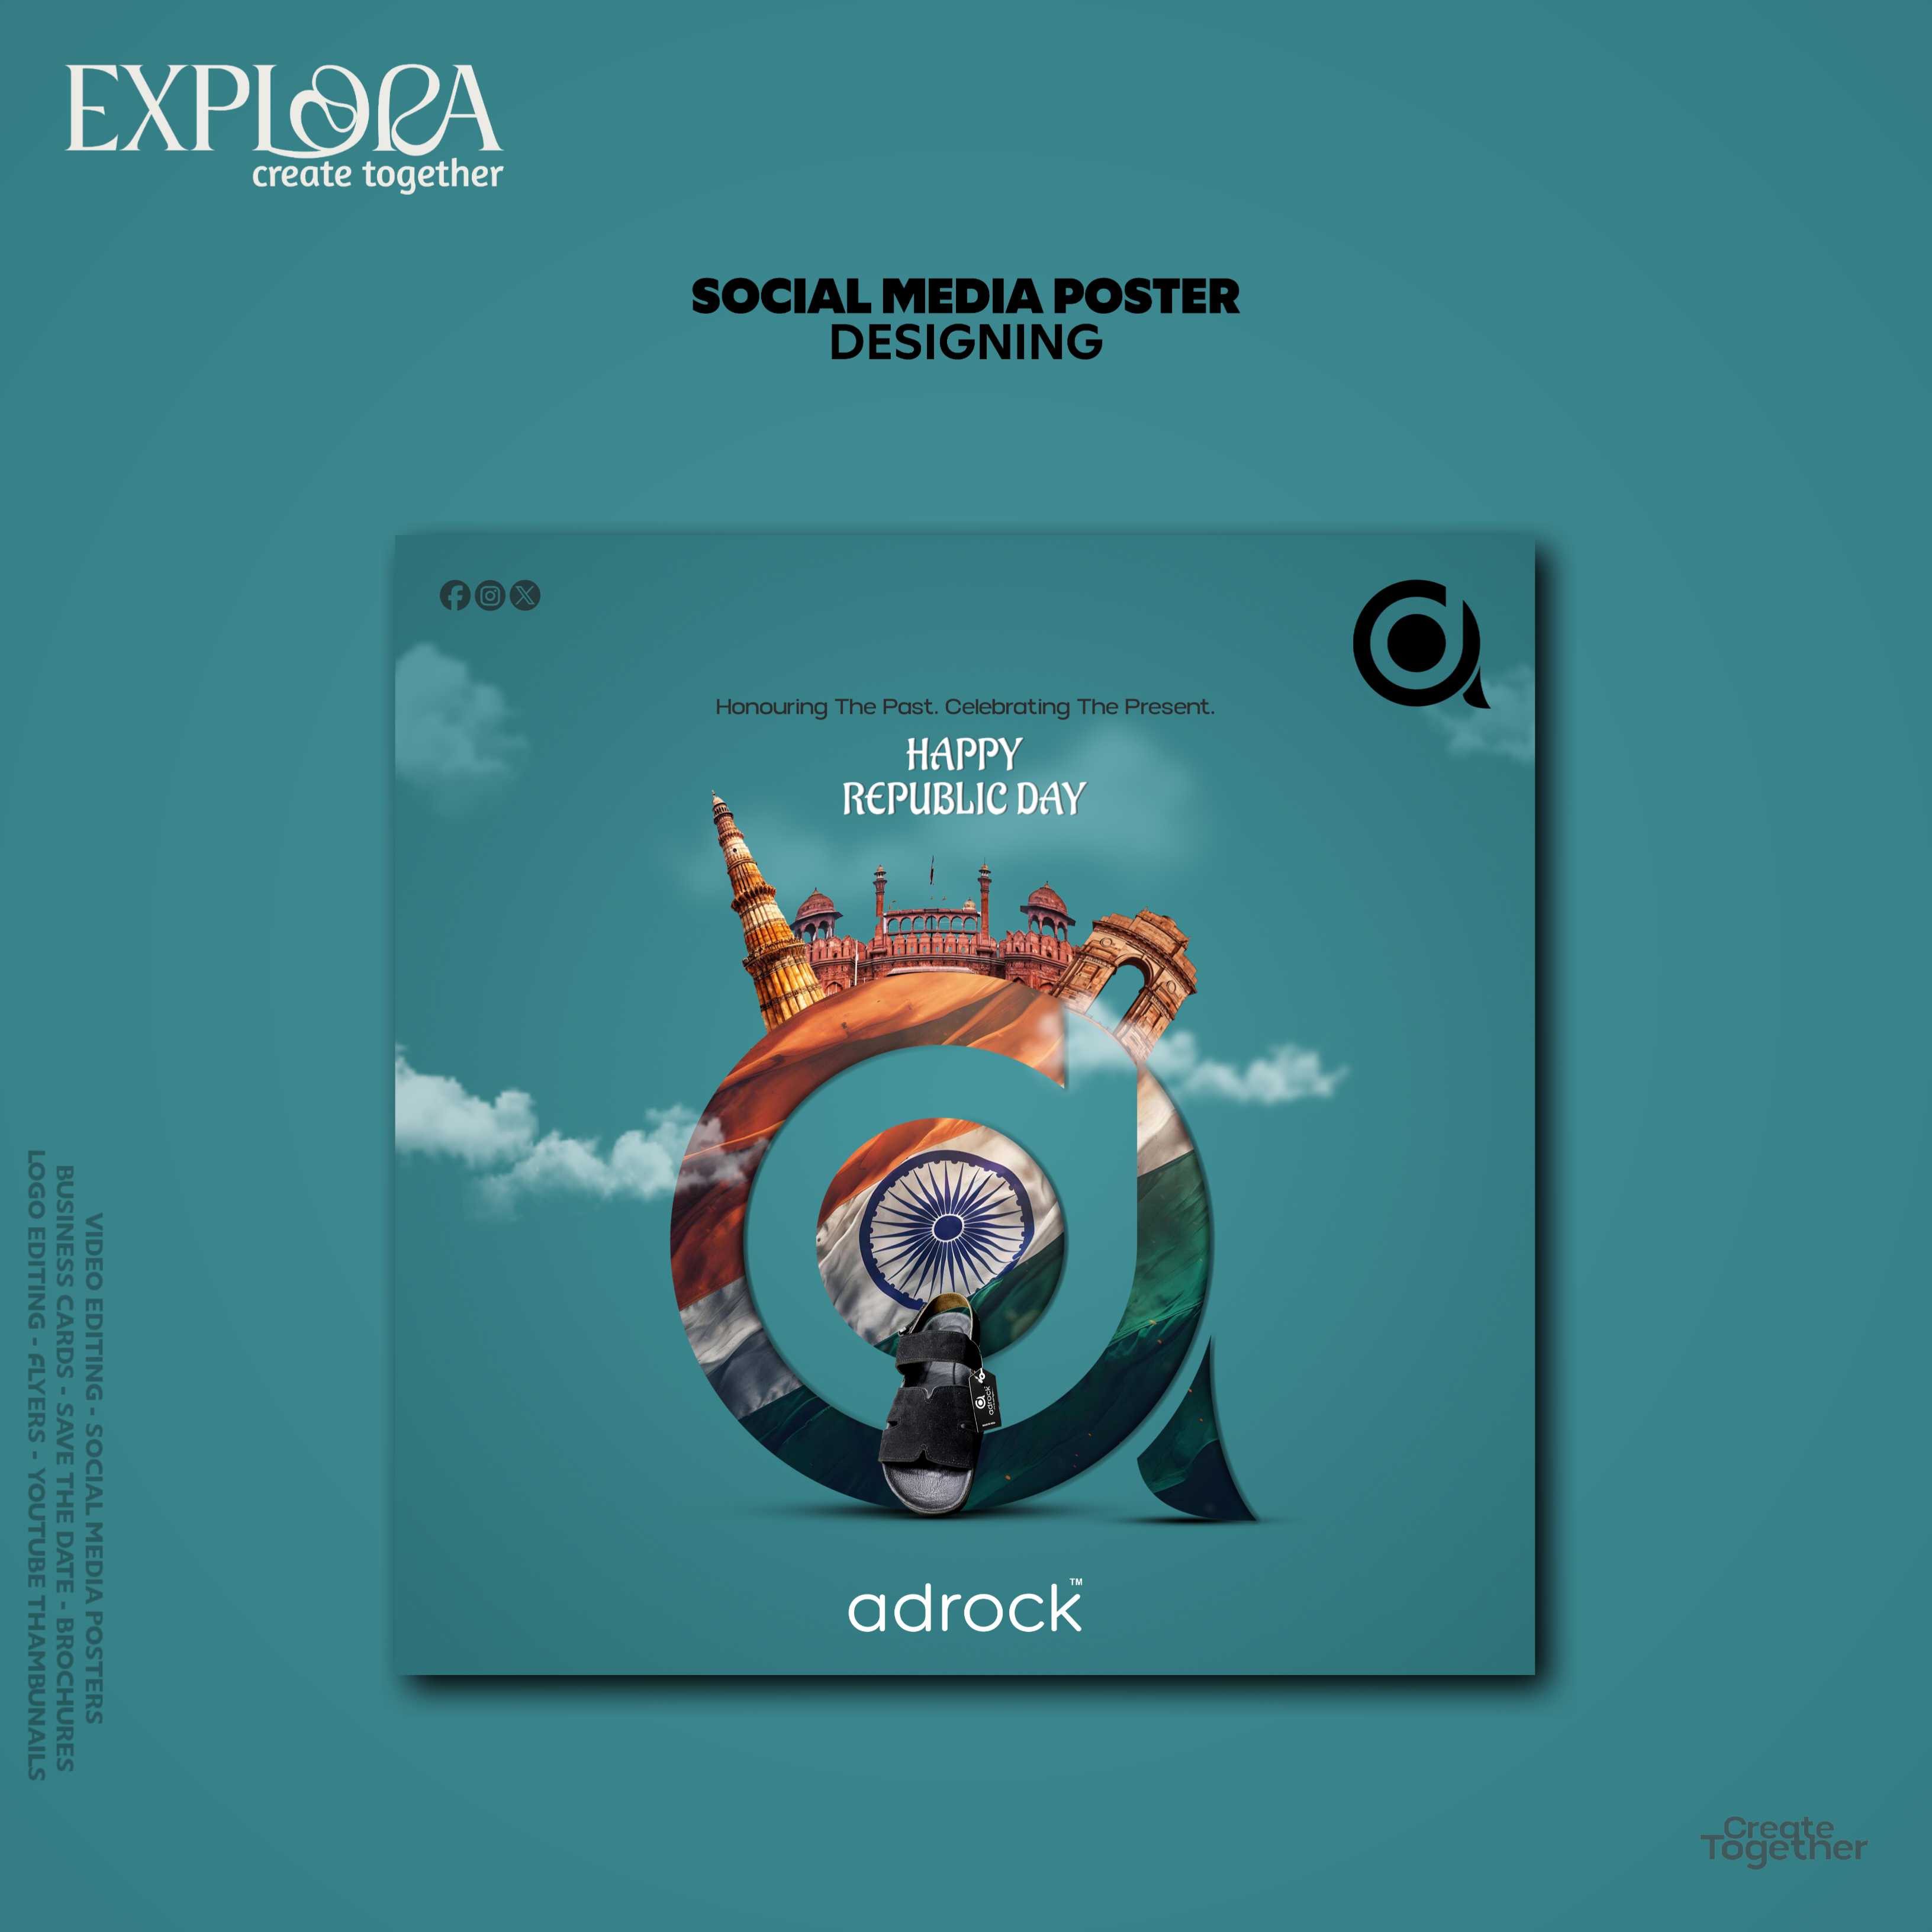 EXPLORA
create together
SOCIAL MEDIA POSTER
DESIGNING
Honouring The Past. Celebrating The Present.
HAPPY
REPUBLIC DAY
adrock
adrock™
VIDEO EDITING - SOCIAL MEDIA POSTERS
BUSINESS CARDS - SAVE THE DATE - BROCHURES
LOGO EDITING - FLYERS - YOUTUBE THAMBUNAILS
Create
Together